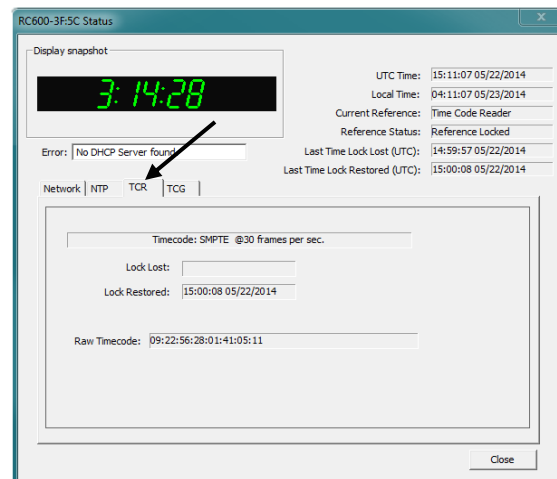 RC600-3F:5C Status
X
Display snapshot
3:14:28
UTC Time: 15:11:07 05/22/2014
Local Time: 04:11:07 05/23/2014
Current Reference: Time Code Reader
Reference Status: Reference Locked
Last Time Lock Lost (UTC): 14:59:57 05/22/2014
Last Time Lock Restored (UTC): 15:00:08 05/22/2014
Error: No DHCP Server found
Network NTP TCR TCG
Timecode: SMPTE @30 frames per sec.
Lock Lost:
Lock Restored: 15:00:08 05/22/2014
Raw Timecode: 09:22:56:28:01:41:05:11
Close